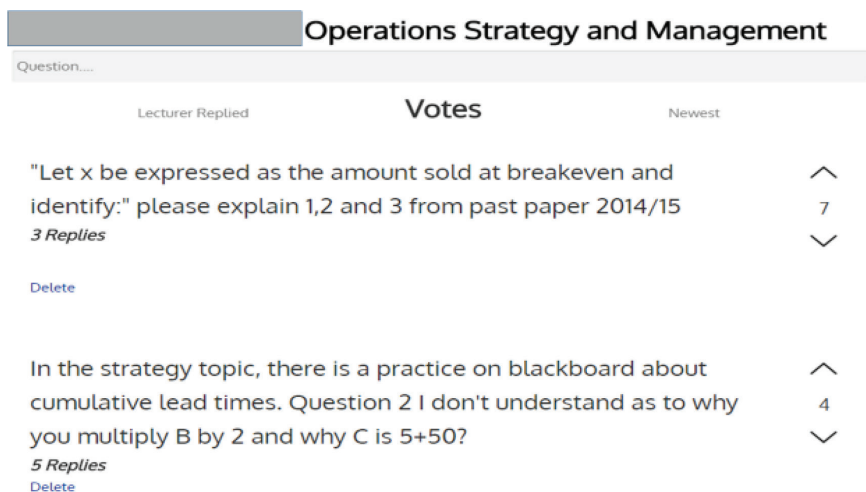 Operations Strategy and Management
Question....
Lecturer Replied Votes Newest
"Let x be expressed as the amount sold at breakeven and
identify:" please explain 1,2 and 3 from past paper 2014/15
7
3 Replies
Delete
In the strategy topic, there is a practice on blackboard about
cumulative lead times. Question 2 I don't understand as to why
4
you multiply B by 2 and why C is 5+50?
5 Replies
Delete